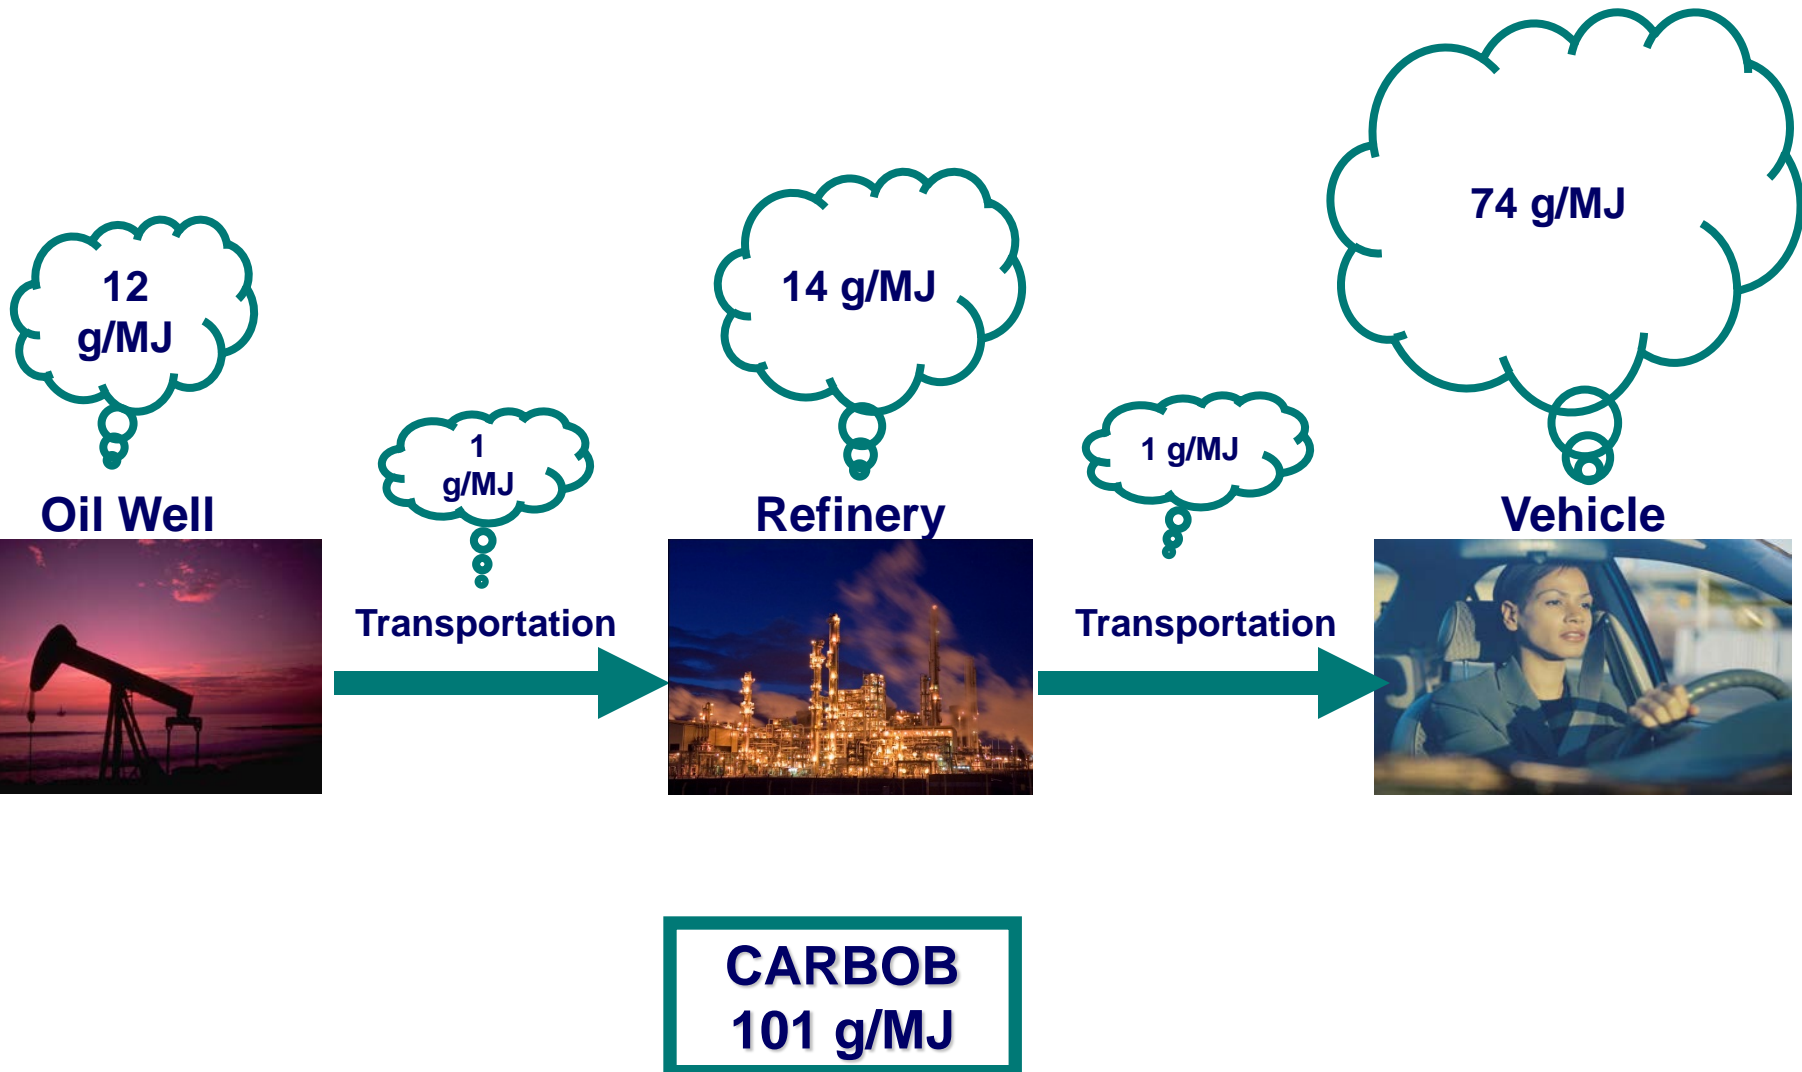 12
g/MJ
Oil Well
1
g/MJ
Transportation
14 g/MJ
Refinery
1 g/MJ
Transportation
74 g/MJ
Vehicle
CARBOB
101 g/MJ